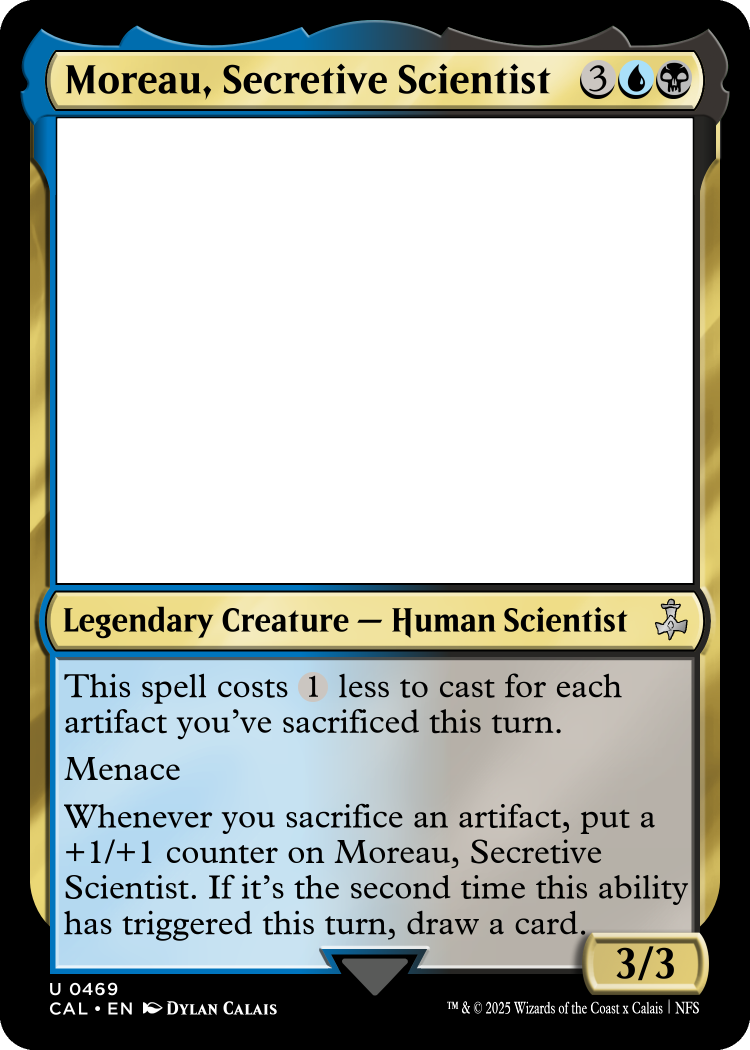 Moreau, Secretive Scientist 3
Legendary Creature — Human Scientist
This spell costs 1 less to cast for each
artifact you've sacrificed this turn.
Menace
Whenever you sacrifice an artifact, put a
+1/+1 counter on Moreau, Secretive
Scientist. If it's the second time this ability
has triggered this turn, draw a card.
3/3
U 0469
CAL • EN Dylan Calais
™ & © 2025 Wizards of the Coast x Calais | NFS